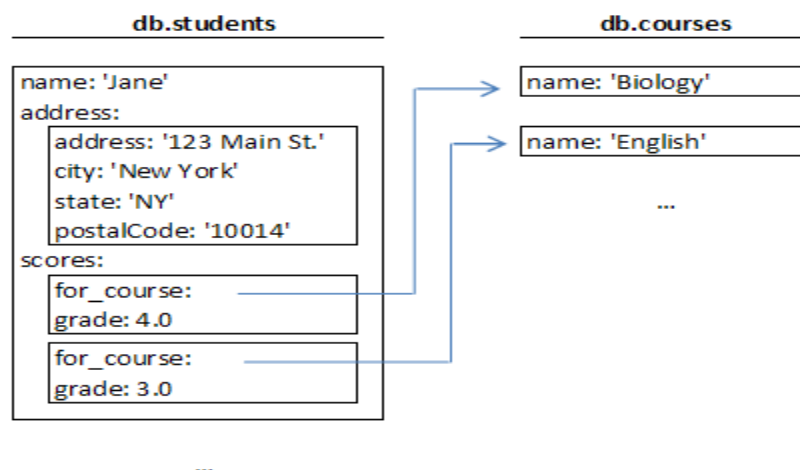 db.students
name: 'Jane'
address:
address: '123 Main St.'
city: 'New York'
state: 'NY'
postalCode: '10014'
scores:
for_course:
grade: 4.0
for_course:
grade: 3.0
...
db.courses
name: 'Biology'
name: 'English'
...